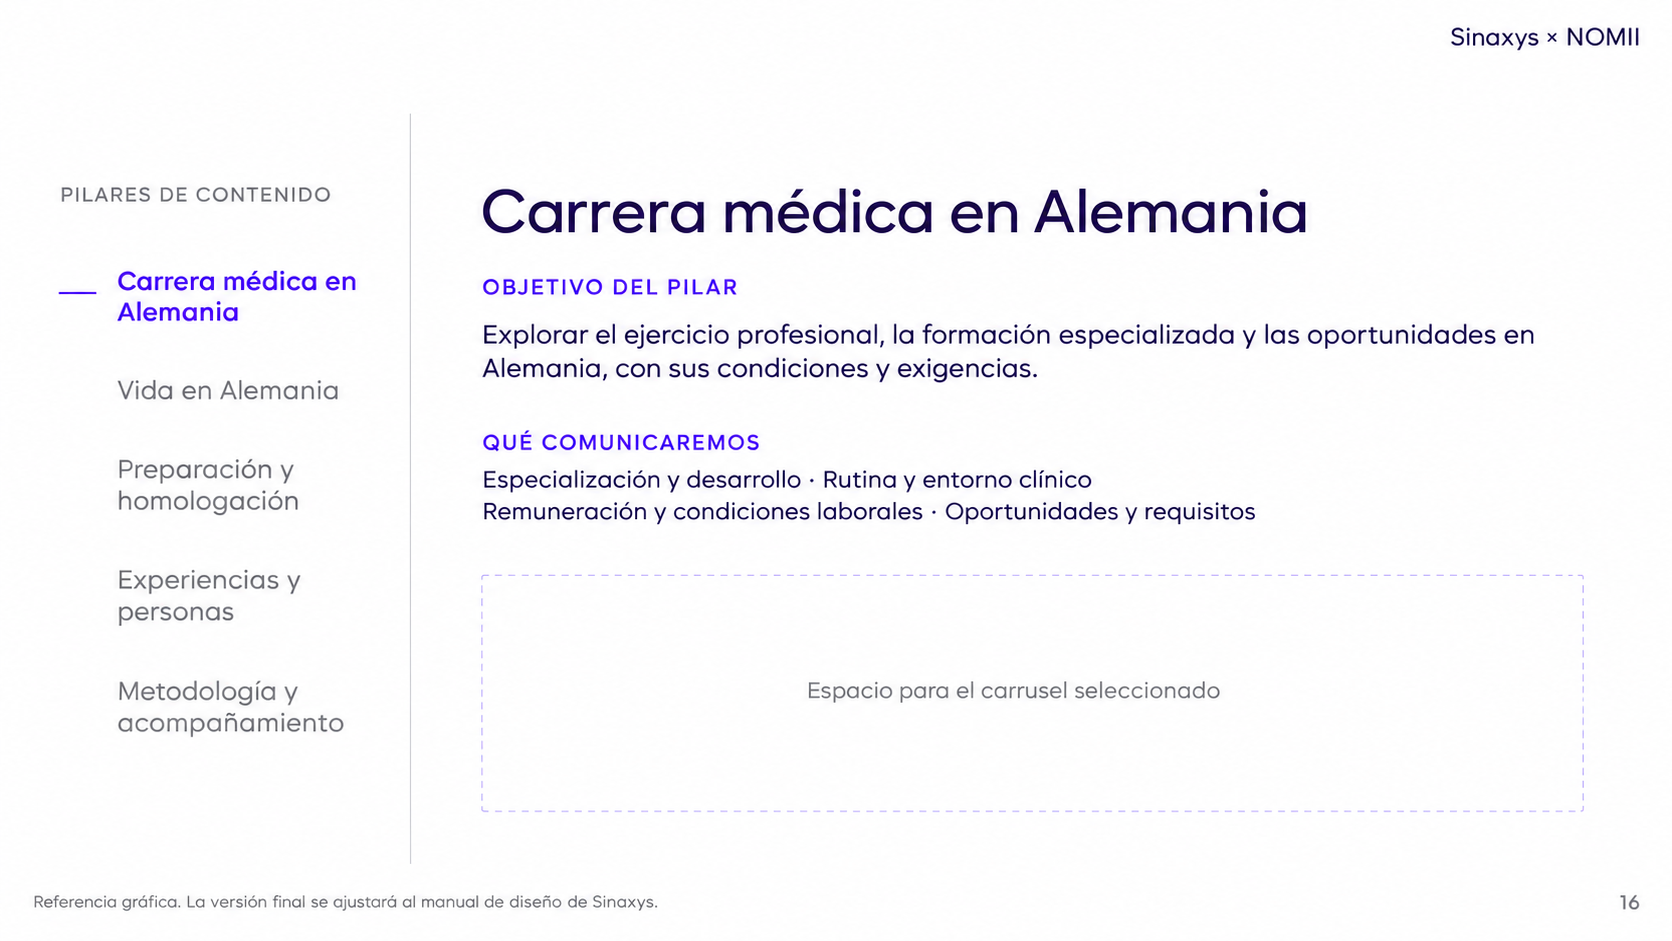 Sinaxys × NOMII
PILARES DE CONTENIDO
Carrera médica en
Alemania
Vida en Alemania
Preparación y
homologación
Experiencias y
personas
Metodología y
acompañamiento
Carrera médica en Alemania
OBJETIVO DEL PILAR
Explorar el ejercicio profesional, la formación especializada y las oportunidades en
Alemania, con sus condiciones y exigencias.
QUÉ COMUNICAREMOS
Especialización y desarrollo · Rutina y entorno clínico
Remuneración y condiciones laborales · Oportunidades y requisitos
Espacio para el carrusel seleccionado
Referencia gráfica. La versión final se ajustará al manual de diseño de Sinaxys.
16